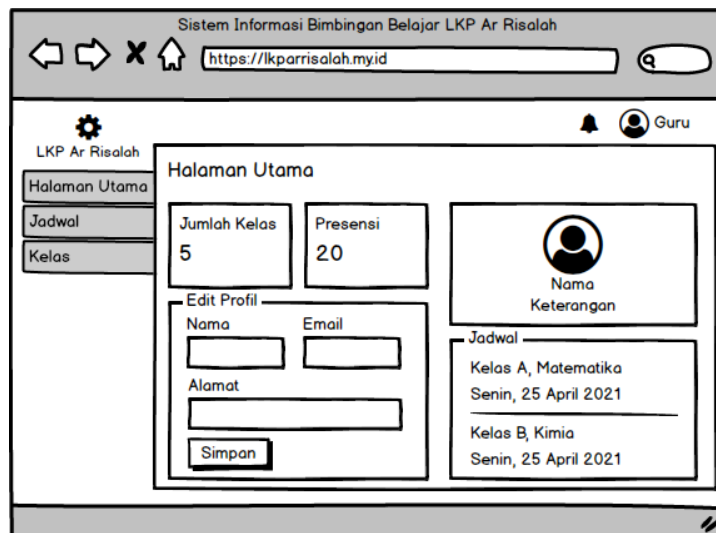 Sistem Informasi Bimbingan Belajar LKP Ar Risalah
https://lkparrisalah.my.id
Guru
LKP Ar Risalah
Halaman Utama
Jadwal
Kelas
Halaman Utama
Jumlah Kelas
5
Presensi
20
Nama
Keterangan
Edit Profil
Nama
Email
Alamat
Simpan
Jadwal
Kelas A, Matematika
Senin, 25 April 2021
Kelas B, Kimia
Senin, 25 April 2021